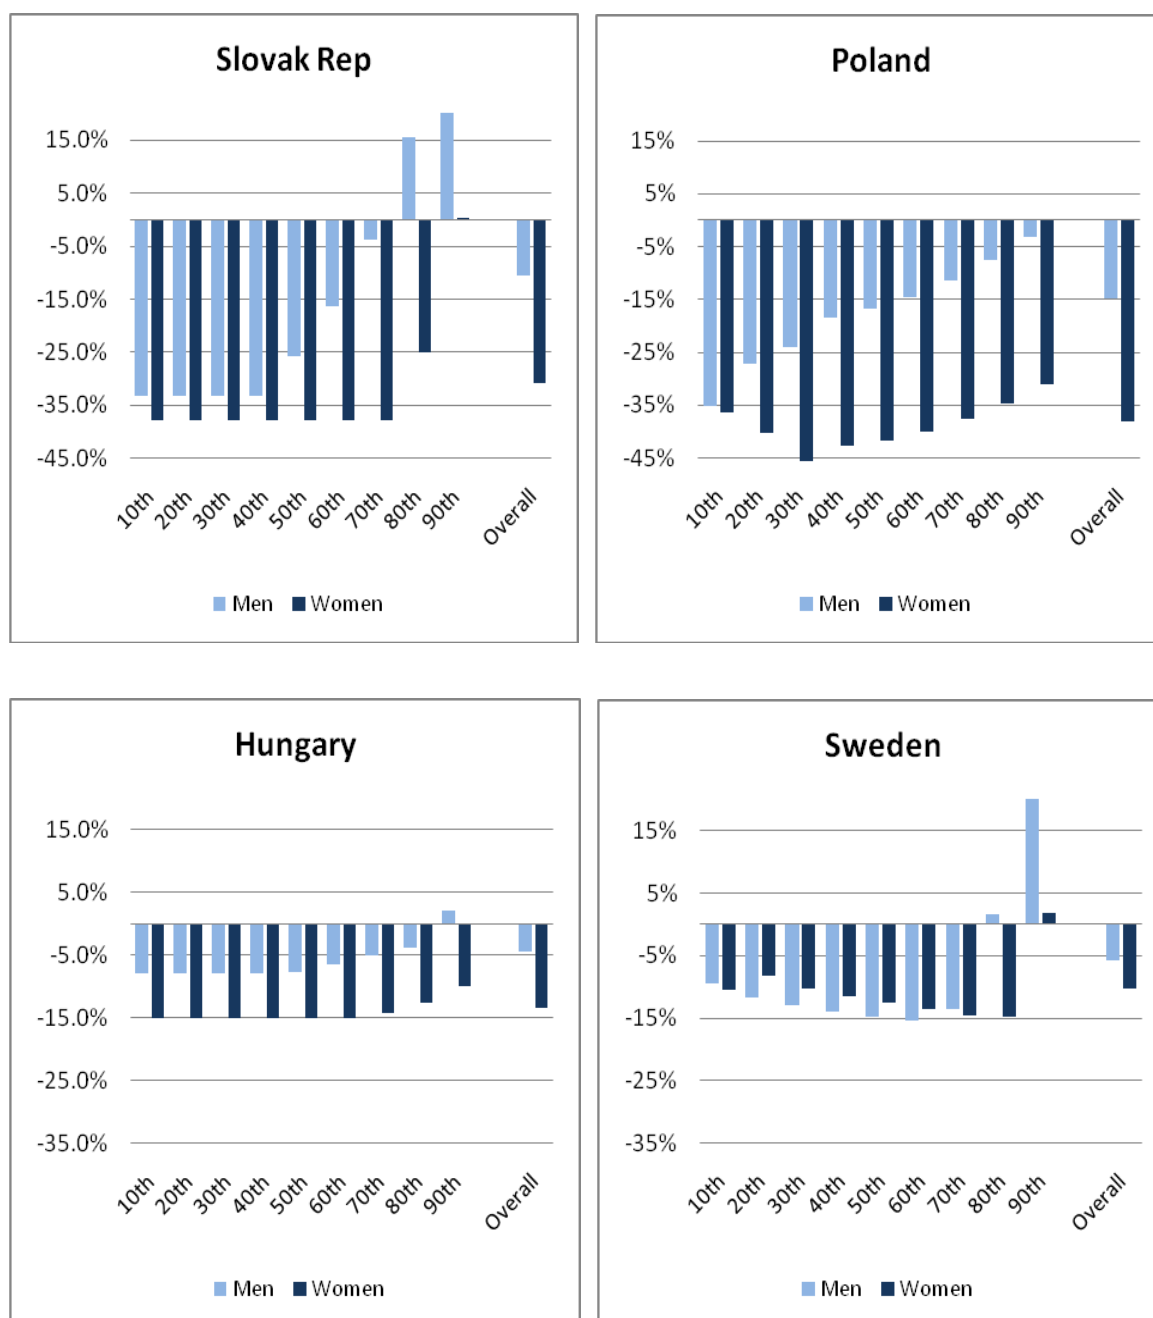 Slovak Rep
15.0%
5.0%
-5.0%
-15.0%
-25.0%
-35.0%
-45.0%
10th 20th 30th 40th 50th 60th 70th 80th 90th Overall
Men Women
Poland
15%
5%
-5%
-15%
-25%
-35%
-45%
10th 20th 30th 40th 50th 60th 70th 80th 90th Overall
Men Women
Hungary
15.0%
5.0%
-5.0%
-15.0%
-25.0%
-35.0%
10th 20th 30th 40th 50th 60th 70th 80th 90th Overall
Men Women
Sweden
15%
5%
-5%
-15%
-25%
-35%
10th 20th 30th 40th 50th 60th 70th 80th 90th Overall
Men Women